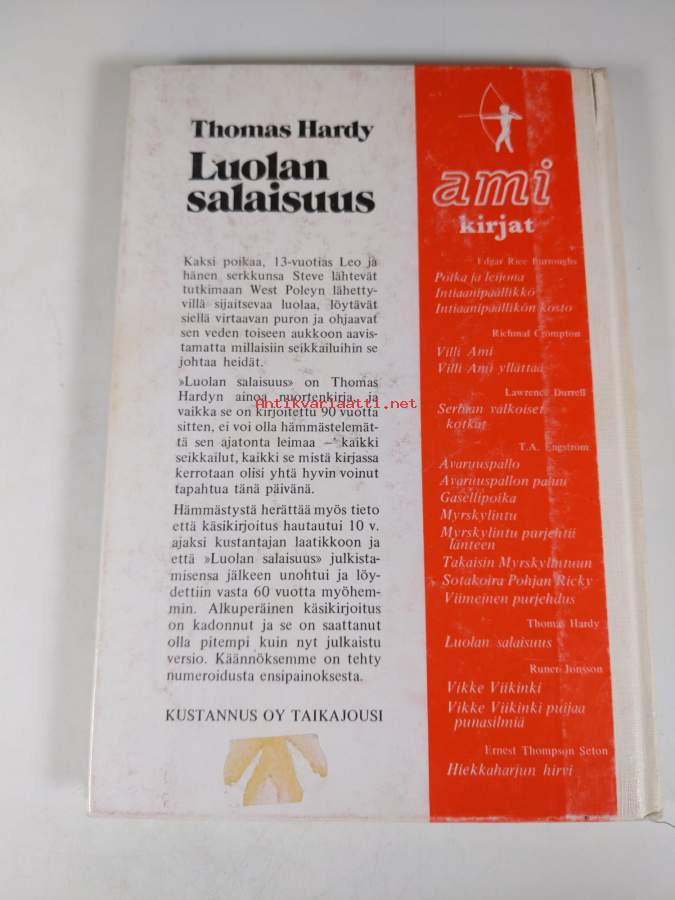 Thomas Hardy
Luolan
salaisuus
Kaksi poikaa, 13-vuotias Leo ja
hänen serkkunsa Steve lähtevät
tutkimaan West Poleyn lähetty-
villä sijaitsevaa luolaa, löytävät
siellä virtaavan puron ja ohjaavat
sen veden toiseen aukkoon aavis-
tamatta millaisiin seikkailuihin se
johtaa heidät.
»Luolan salaisuus» on Thomas
Hardyn ainoa nuortenkirja ja
vaikka se on kirjoitettu 90 vuotta
sitten, ei voi olla hämmästelemät-
tä sen ajatonta leimaa — kaikki
seikkailut, kaikki se mistä kirjassa
kerrotaan olisi yhtä hyvin voinut
tapahtua tänä päivänä.
Hämmästystä herättää myös tieto
että käsikirjoitus hautautui 10 v.
ajaksi kustantajan laatikkoon ja
että »Luolan salaisuus» julkista-
misensa jälkeen unohtui ja löy-
dettiin vasta 60 vuotta myöhem-
min. Alkuperäinen käsikirjoitus
on kadonnut ja se on saattanut
olla pitempi kuin nyt julkaistu
versio. Käännöksemme on tehty
numeroidusta ensipainoksesta.
KUSTANNUS OY TAIKAJOUSI
Antikvariaatti.net
ami
kirjat
Edgar Rice Burroughs
Poika ja leijona
Intiaanipäällikkö
Intiaanipäällikön kosto
Richmal Crompton
Villi Ami
Villi Ami yllättää
Lawrence Durrell
Serbian valkoiset
kotkat
T.A. Engström
Avaruuspallo
Avaruuspallon paluu
Gasellipoika
Myrskylintu
Myrskylintu purjehtii
länteen
Takaisin Myrskylintuun
Sotakoira Pohjan Ricky
Viimeinen purjehdus
Thomas Hardy
Luolan salaisuus
Runer Jonsson
Vikke Viikinki
Vikke Viikinki puijaa
punasilmiä
Ernest Thompson Seton
Hiekkaharjun hirvi